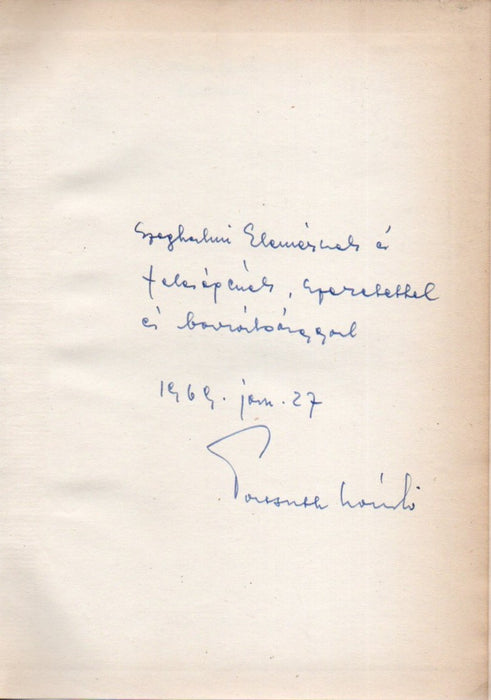 Szeghalmi Elemérnek és
feleségének, szeretettel
és barátsággal
1969. jan. 27
Passuth László